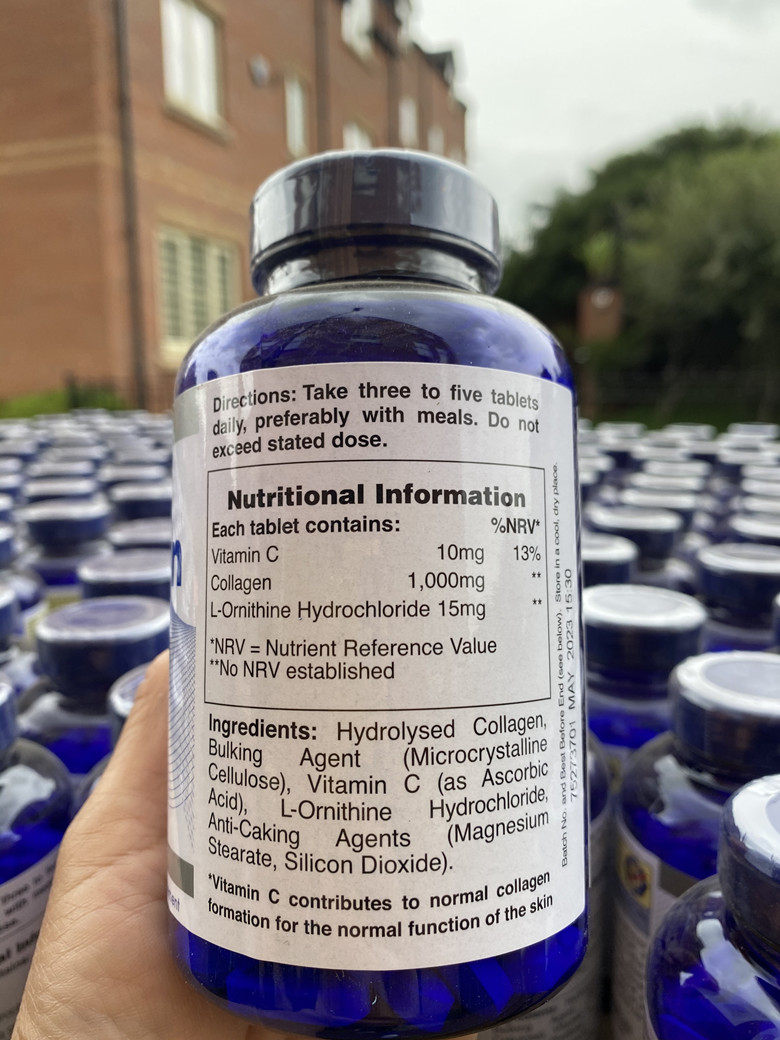 Directions: Take three to five tablets
daily, preferably with meals. Do not
exceed stated dose.
Nutritional Information
Each tablet contains: %NRV*
Vitamin C 10mg 13%
Collagen 1,000mg **
L-Ornithine Hydrochloride 15mg **
*NRV = Nutrient Reference Value
**No NRV established
Ingredients: Hydrolysed Collagen,
Bulking Agent (Microcrystalline
Cellulose), Vitamin C (as Ascorbic
Acid), L-Ornithine Hydrochloride,
Anti-Caking Agents (Magnesium
Stearate, Silicon Dioxide).
*Vitamin C contributes to normal collagen
formation for the normal function of the skin
Batch No. and Best Before End (see below). Store in a cool, dry place.
75273701 MAY 2023 15:30